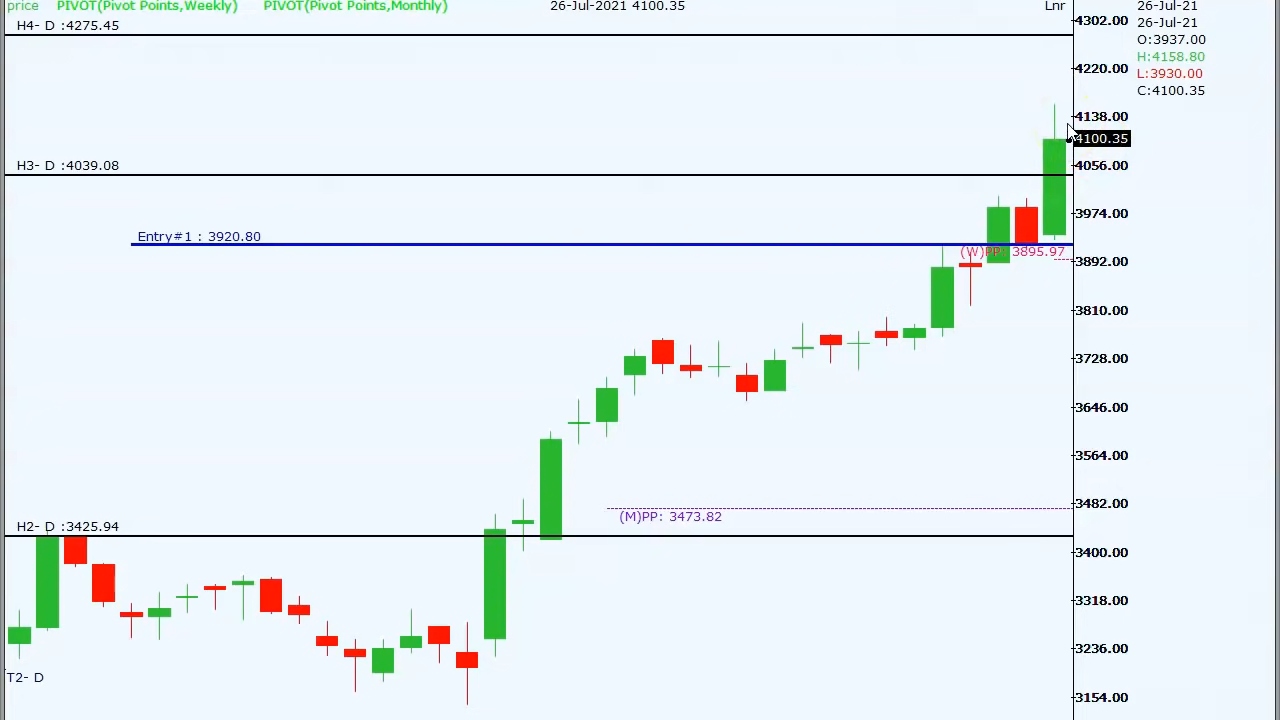 price PIVOT(Pivot Points,Weekly) PIVOT(Pivot Points,Monthly) 26-Jul-2021 4100.35 Lnr 26-Jul-21
4302.00 26-Jul-21
H4- D :4275.45
O:3937.00
H:4158.80
4220.00 L:3930.00
C:4100.35
4138.00
4100.35
H3- D :4039.08 4056.00
3974.00
Entry#1 : 3920.80
(W)PP: 3895.97
3892.00
3810.00
3728.00
3646.00
3564.00
3482.00
(M)PP: 3473.82
H2- D :3425.94
3400.00
3318.00
3236.00
T2- D
3154.00